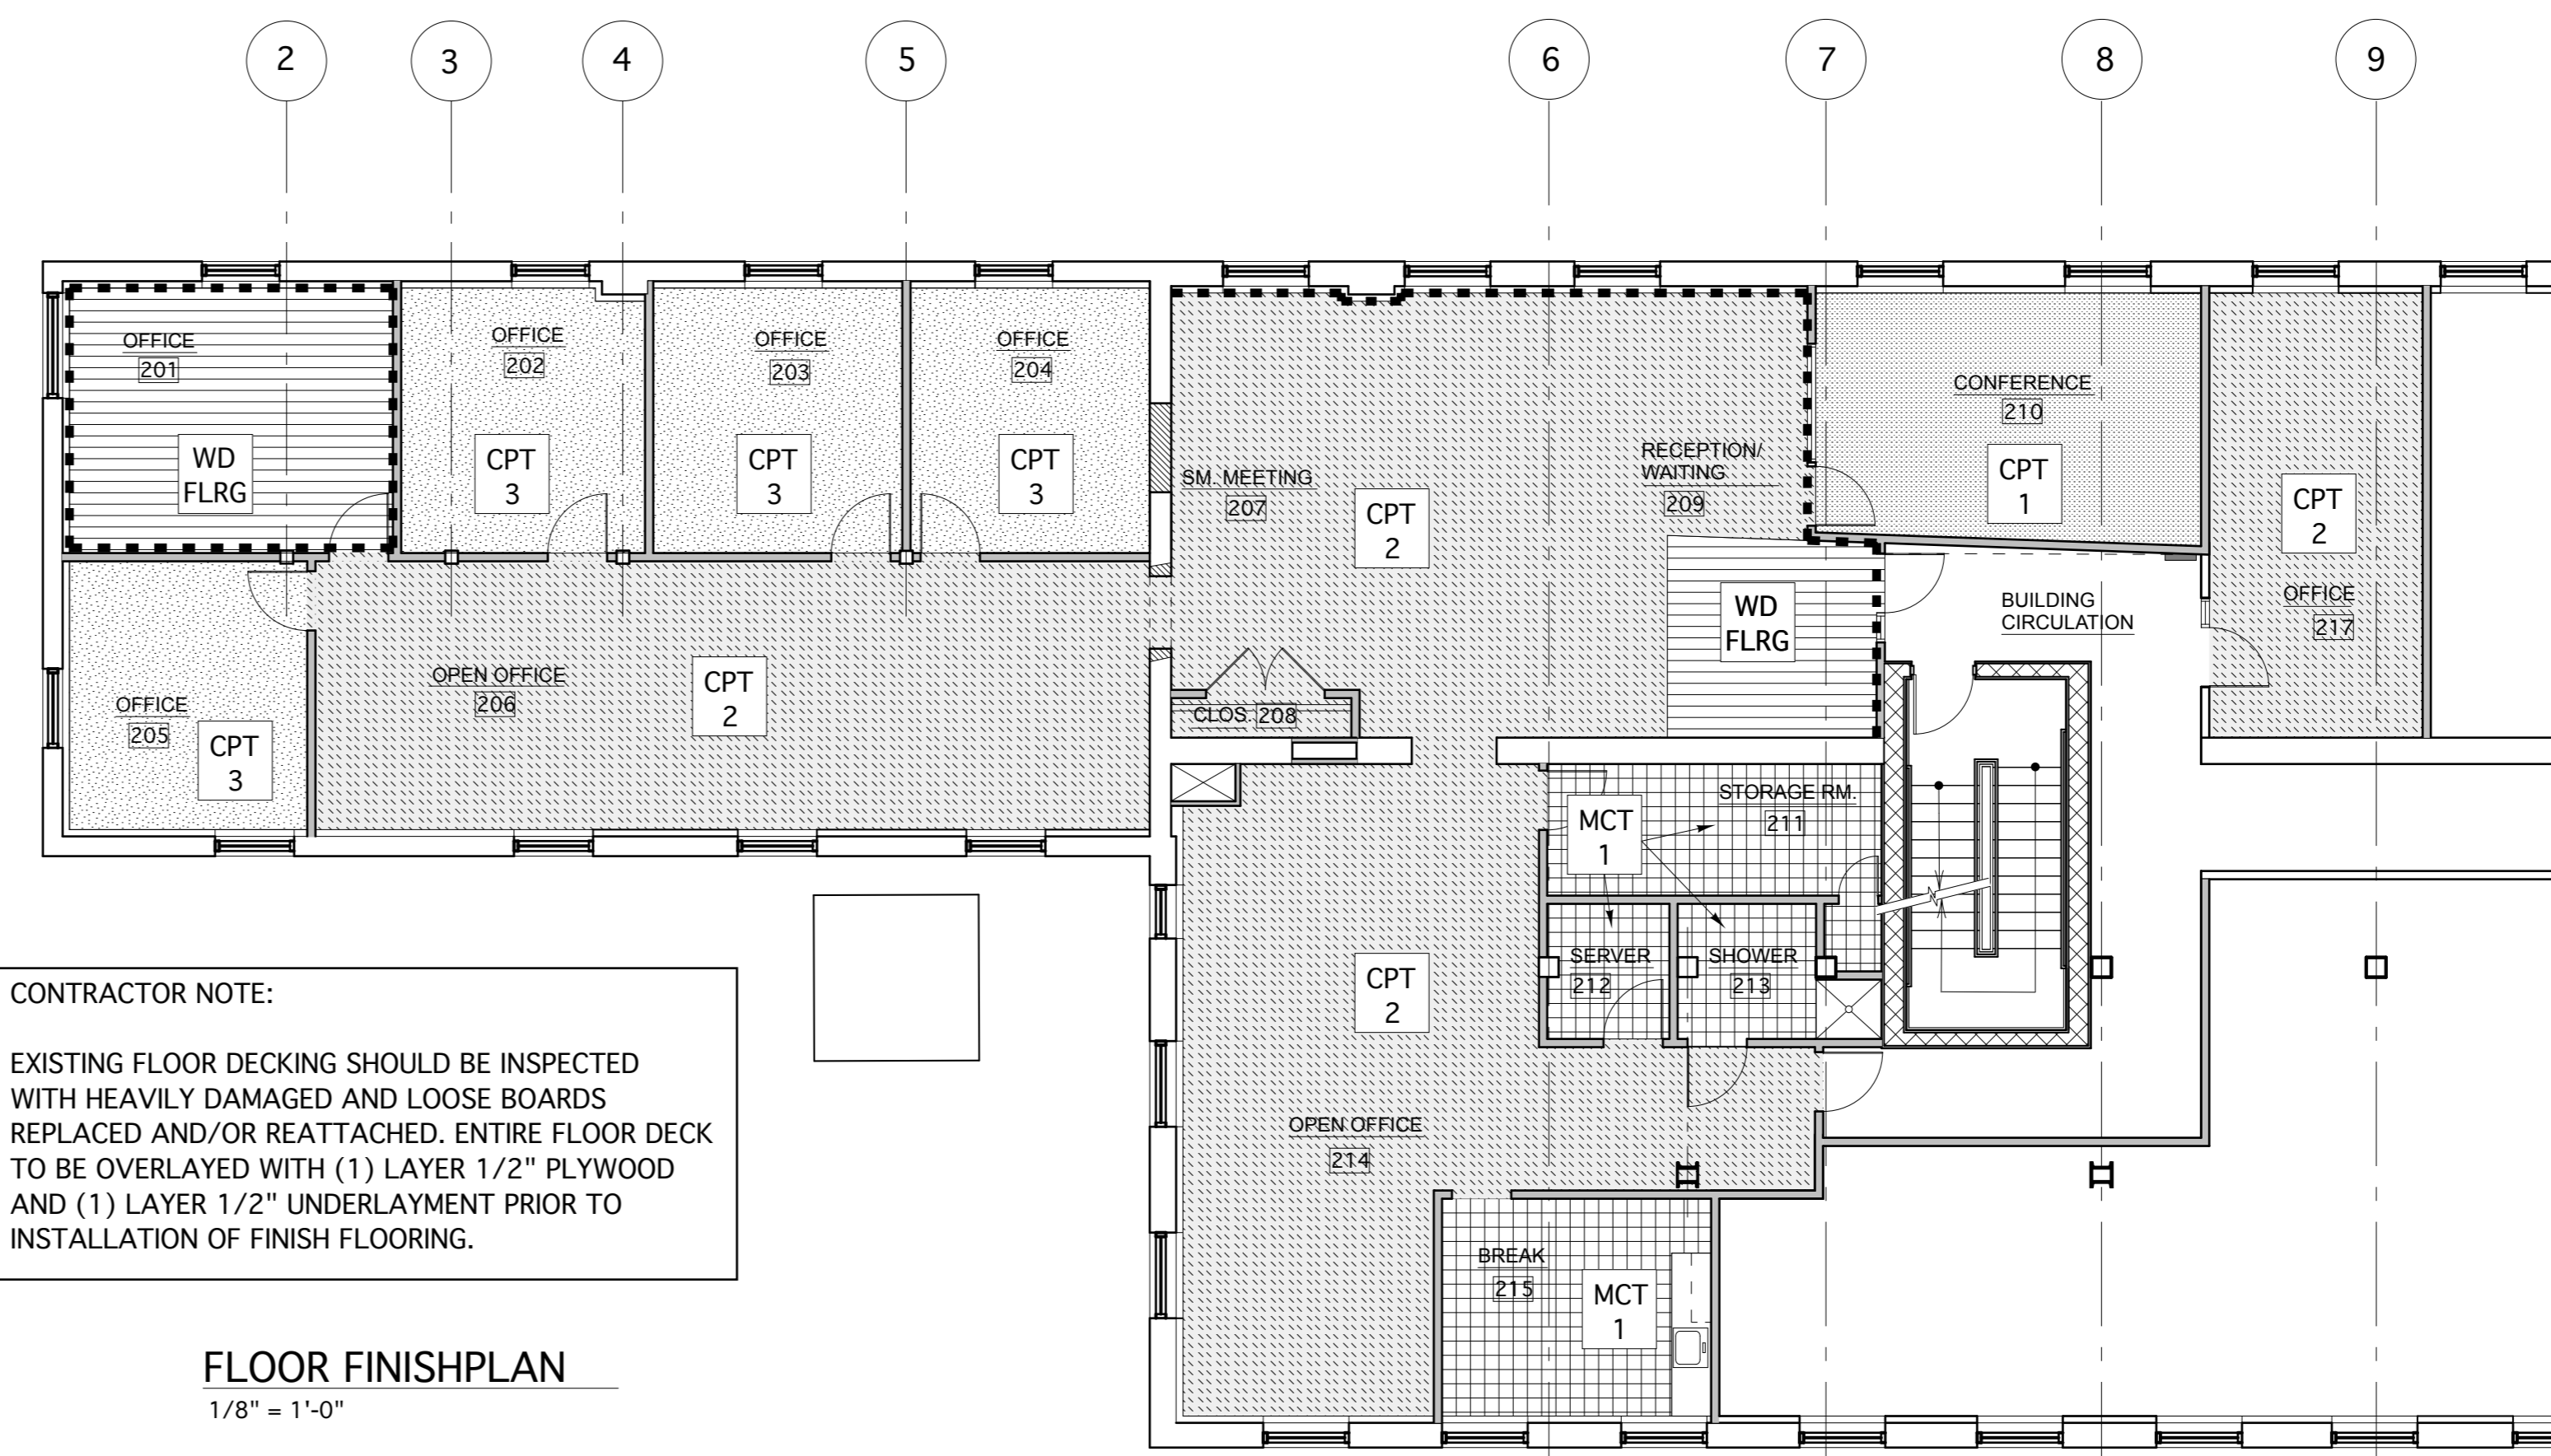 2
3
4
5
6
7
8
9
OFFICE
201
WD
FLRG
OFFICE
202
CPT
3
OFFICE
203
CPT
3
OFFICE
204
CPT
3
SM. MEETING
207
CPT
2
RECEPTION/
WAITING
209
CONFERENCE
210
CPT
1
CPT
2
OFFICE
217
WD
FLRG
BUILDING
CIRCULATION
OFFICE
205
CPT
3
OPEN OFFICE
206
CPT
2
CLOS. 208
MCT
1
STORAGE RM.
211
SERVER
212
SHOWER
213
CPT
2
OPEN OFFICE
214
BREAK
215
MCT
1
CONTRACTOR NOTE:
EXISTING FLOOR DECKING SHOULD BE INSPECTED
WITH HEAVILY DAMAGED AND LOOSE BOARDS
REPLACED AND/OR REATTACHED. ENTIRE FLOOR DECK
TO BE OVERLAYED WITH (1) LAYER 1/2" PLYWOOD
AND (1) LAYER 1/2" UNDERLAYMENT PRIOR TO
INSTALLATION OF FINISH FLOORING.
FLOOR FINISHPLAN
1/8" = 1'-0"